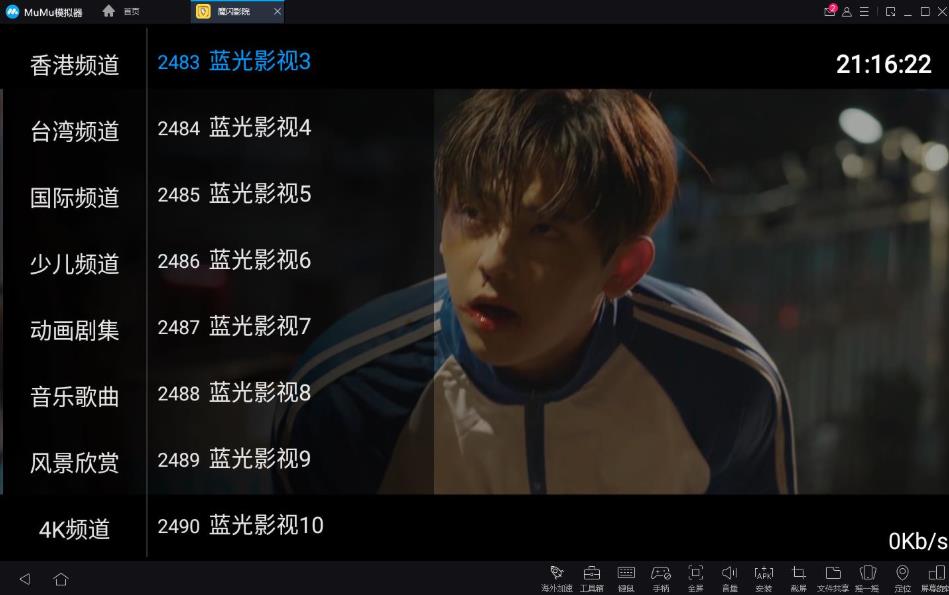 MuMu模拟器
首页
魔闪影院
2
香港频道
2483 蓝光影视3
21:16:22
台湾频道
2484 蓝光影视4
国际频道
2485 蓝光影视5
少儿频道
2486 蓝光影视6
动画剧集
2487 蓝光影视7
音乐歌曲
2488 蓝光影视8
风景欣赏
2489 蓝光影视9
4K频道
2490 蓝光影视10
0Kb/s
海外加速
工具箱
键鼠
手柄
全屏
音量
APK
安装
截屏
文件共享
摇一摇
定位